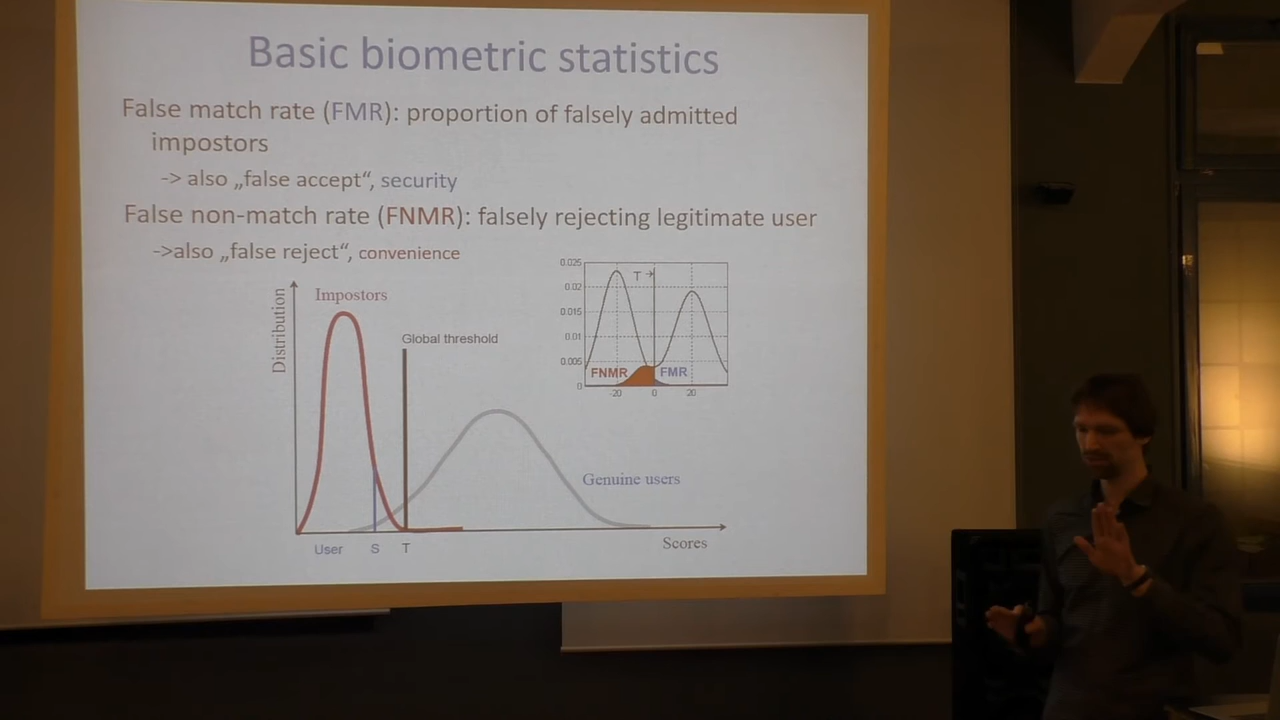 Basic biometric statistics
False match rate (FMR): proportion of falsely admitted
impostors
-> also „false accept“, security
False non-match rate (FNMR): falsely rejecting legitimate user
->also „false reject“, convenience
Distribution
Impostors
Global threshold
Genuine users
User S T
Scores
0.025
0.02
0.015
0.01
0.005
0
T
FNMR FMR
-20 0 20